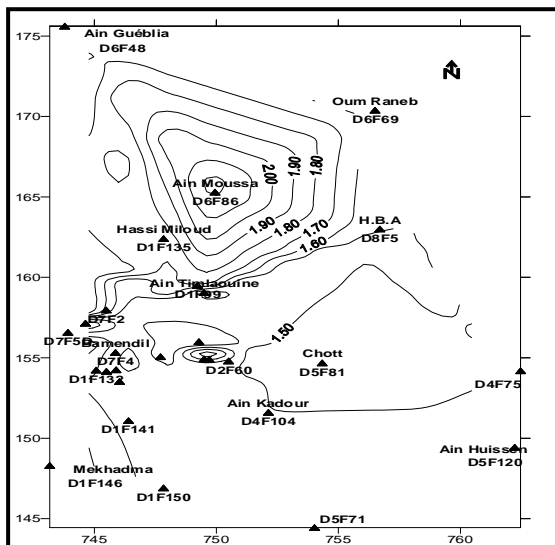 175
Ain Guéblia
D6F48
N
170
Oum Raneb
D6F69
2.00
1.90
1.80
165
Ain Moussa
D6F86
Hassi Miloud
D1F135
1.90
1.80
1.70
1.60
H.B.A
D8F5
160
Ain Timlaouine
D7F2
D7F4
1.50
155
D1F132
D2F60
Chott
D5F81
D4F75
Ain Kadour
D4F104
150
D1F141
Mekhadma
D1F146
D1F150
Ain Huissen
D5F120
D5F71
145
745
750
755
760